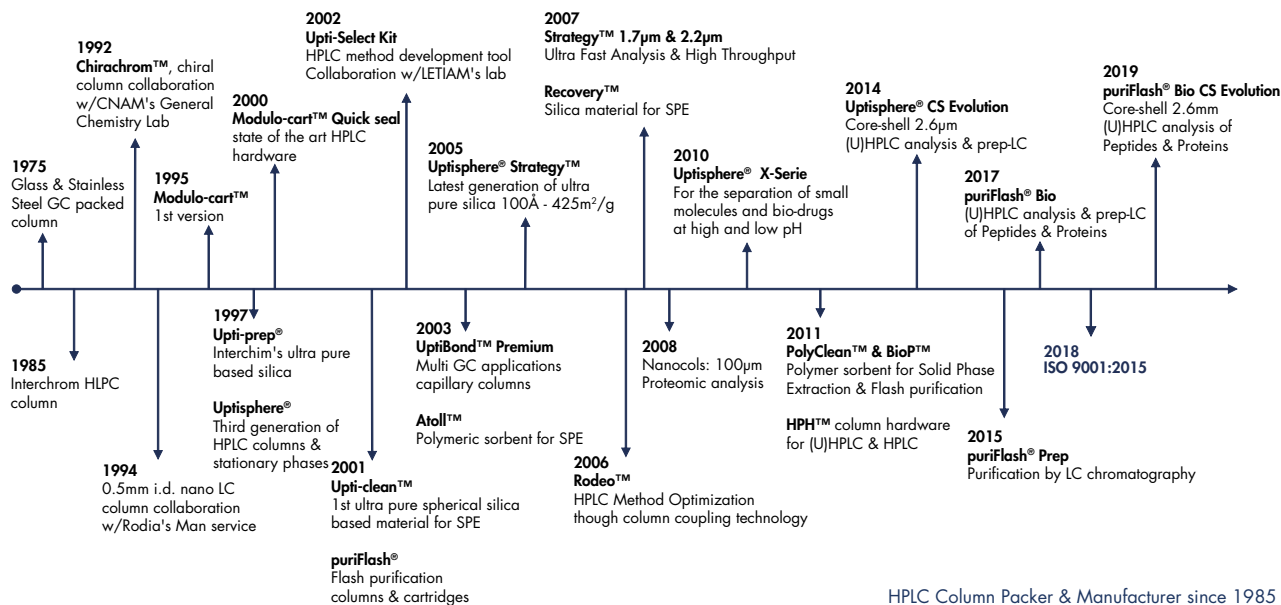 1975
Glass & Stainless
Steel GC packed
column
1985
Interchrom HLPC
column
1992
Chirachrom™, chiral
column collaboration
w/CNAM's General
Chemistry Lab
1994
0.5mm i.d. nano LC
column collaboration
w/Rodia's Man service
1995
Modulo-cart™
1st version
1997
Upti-prep®
Interchim's ultra pure
based silica
Uptisphere®
Third generation of
HPLC columns &
stationary phases
2000
Modulo-cart™ Quick seal
state of the art HPLC
hardware
2001
Upti-clean™
1st ultra pure spherical silica
based material for SPE
puriFlash®
Flash purification
columns & cartridges
2002
Upti-Select Kit
HPLC method development tool
Collaboration w/LETIAM's lab
2003
UptiBond™ Premium
Multi GC applications
capillary columns
Atoll™
Polymeric sorbent for SPE
2005
Uptisphere® Strategy™
Latest generation of ultra
pure silica 100Å - 425m²/g
2006
Rodeo™
HPLC Method Optimization
though column coupling technology
2007
Strategy™ 1.7µm & 2.2µm
Ultra Fast Analysis & High Throughput
Recovery™
Silica material for SPE
2008
Nanocols: 100µm
Proteomic analysis
2010
Uptisphere® X-Serie
For the separation of small
molecules and bio-drugs
at high and low pH
2011
PolyClean™ & BioP™
Polymer sorbent for Solid Phase
Extraction & Flash purification
HPH™ column hardware
for (U)HPLC & HPLC
2014
Uptisphere® CS Evolution
Core-shell 2.6µm
(U)HPLC analysis & prep-LC
2015
puriFlash® Prep
Purification by LC chromatography
2017
puriFlash® Bio
(U)HPLC analysis & prep-LC
of Peptides & Proteins
2018
ISO 9001:2015
2019
puriFlash® Bio CS Evolution
Core-shell 2.6mm
(U)HPLC analysis of
Peptides & Proteins
HPLC Column Packer & Manufacturer since 1985